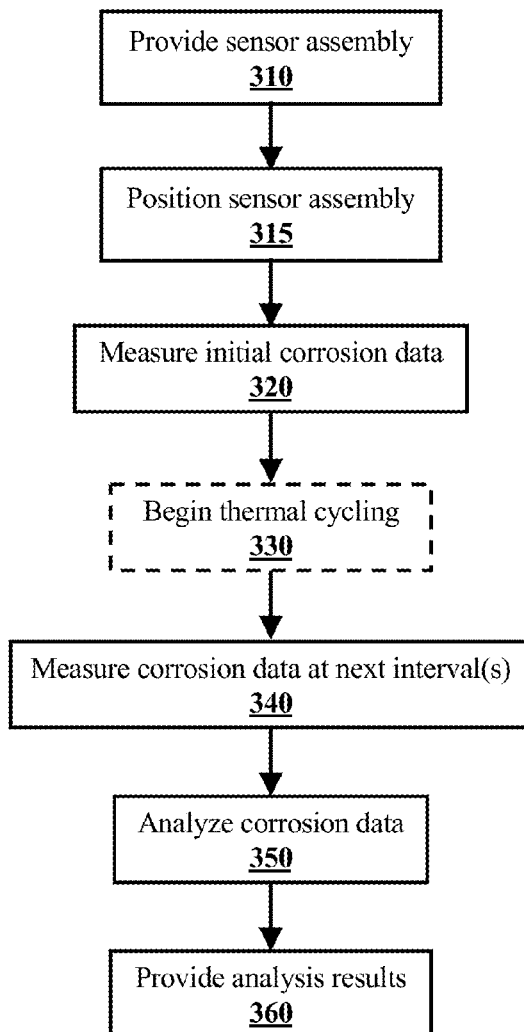 Provide sensor assembly
310
Position sensor assembly
315
Measure initial corrosion data
320
Begin thermal cycling
330
Measure corrosion data at next interval(s)
340
Analyze corrosion data
350
Provide analysis results
360